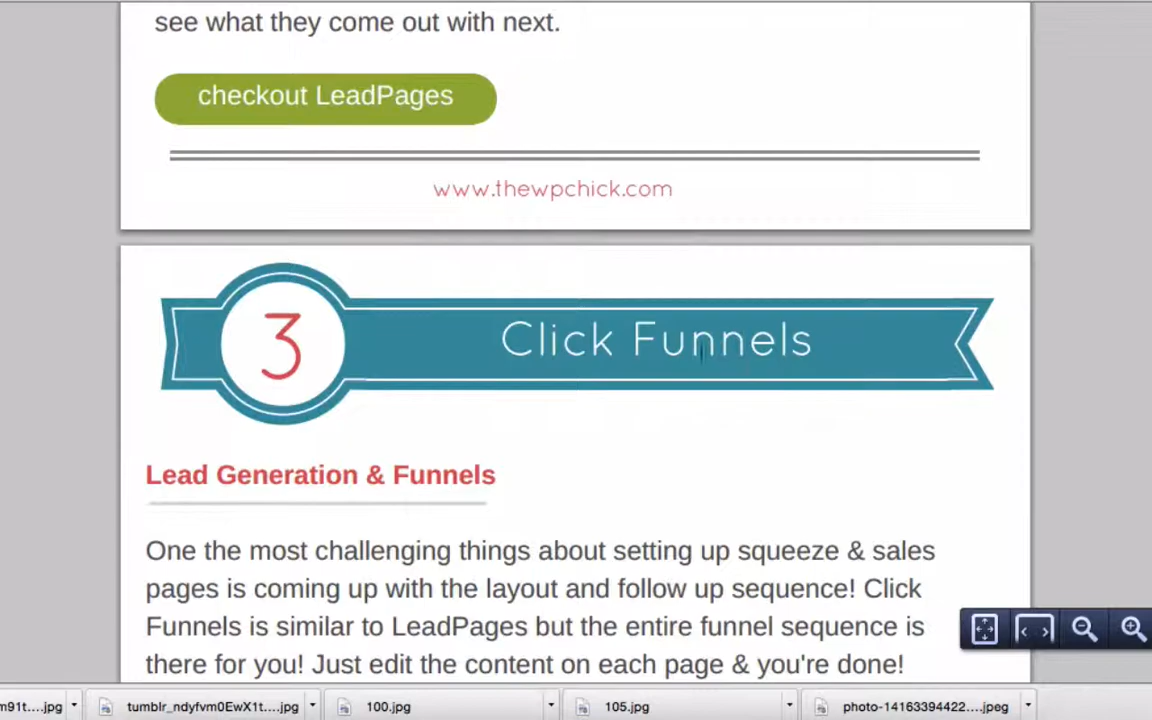 see what they come out with next.
checkout LeadPages
www.thewpchick.com
3
Click Funnels
Lead Generation & Funnels
One the most challenging things about setting up squeeze & sales
pages is coming up with the layout and follow up sequence! Click
Funnels is similar to LeadPages but the entire funnel sequence is
there for you! Just edit the content on each page & you're done!
m91t....jpg
tumblr_ndyfvm0EwX1t....jpg
100.jpg
105.jpg
photo-14163394422....jpeg